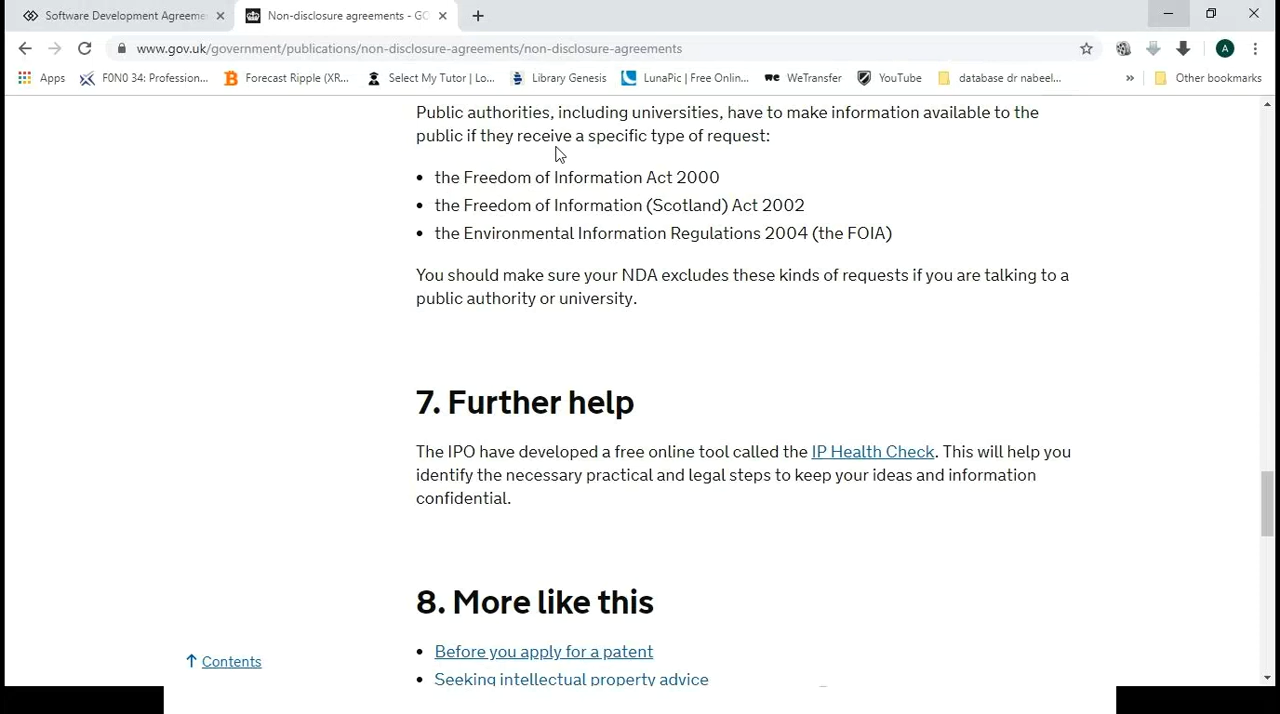 Software Development Agreeme
Non-disclosure agreements - GO
www.gov.uk/government/publications/non-disclosure-agreements/non-disclosure-agreements
A
Apps
F0N0 34: Profession...
Forecast Ripple (XR...
Select My Tutor | Lo...
Library Genesis
LunaPic | Free Onlin...
WeTransfer
YouTube
database dr nabeel...
»
Other bookmarks
Public authorities, including universities, have to make information available to the
public if they receive a specific type of request:
• the Freedom of Information Act 2000
• the Freedom of Information (Scotland) Act 2002
• the Environmental Information Regulations 2004 (the FOIA)
You should make sure your NDA excludes these kinds of requests if you are talking to a
public authority or university.
7. Further help
The IPO have developed a free online tool called the IP Health Check. This will help you
identify the necessary practical and legal steps to keep your ideas and information
confidential.
8. More like this
• Before you apply for a patent
↑ Contents
• Seeking intellectual property advice